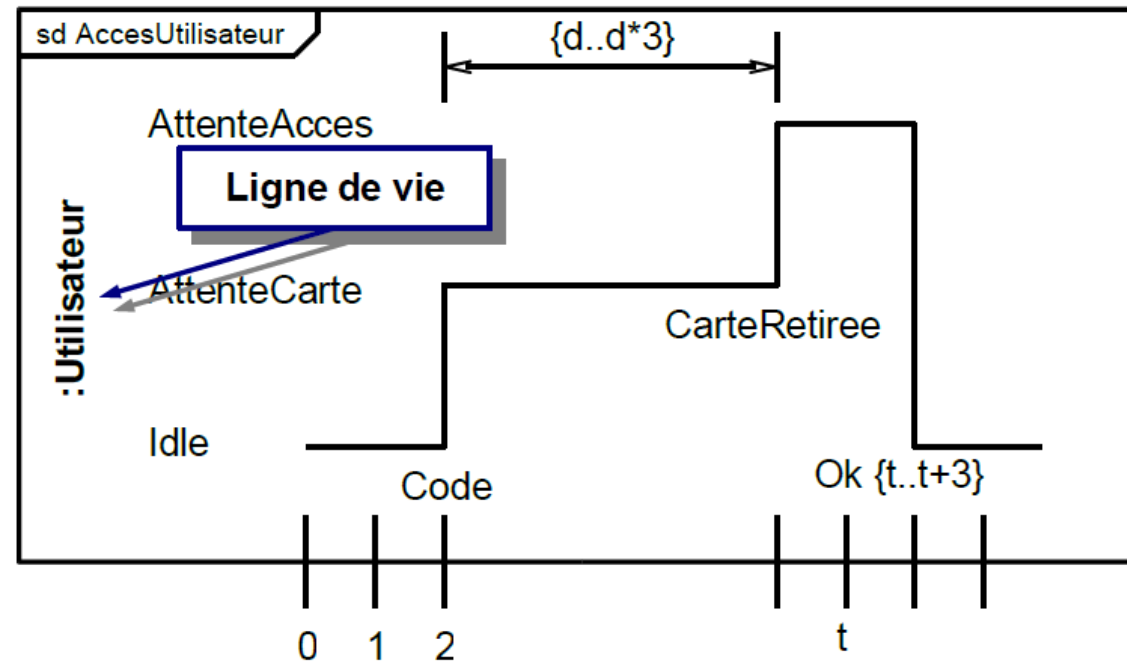 sd AccesUtilisateur
{d..d*3}
AttenteAcces
Ligne de vie
:Utilisateur
AttenteCarte
CarteRetiree
Idle
Code
Ok {t..t+3}
0 1 2 t